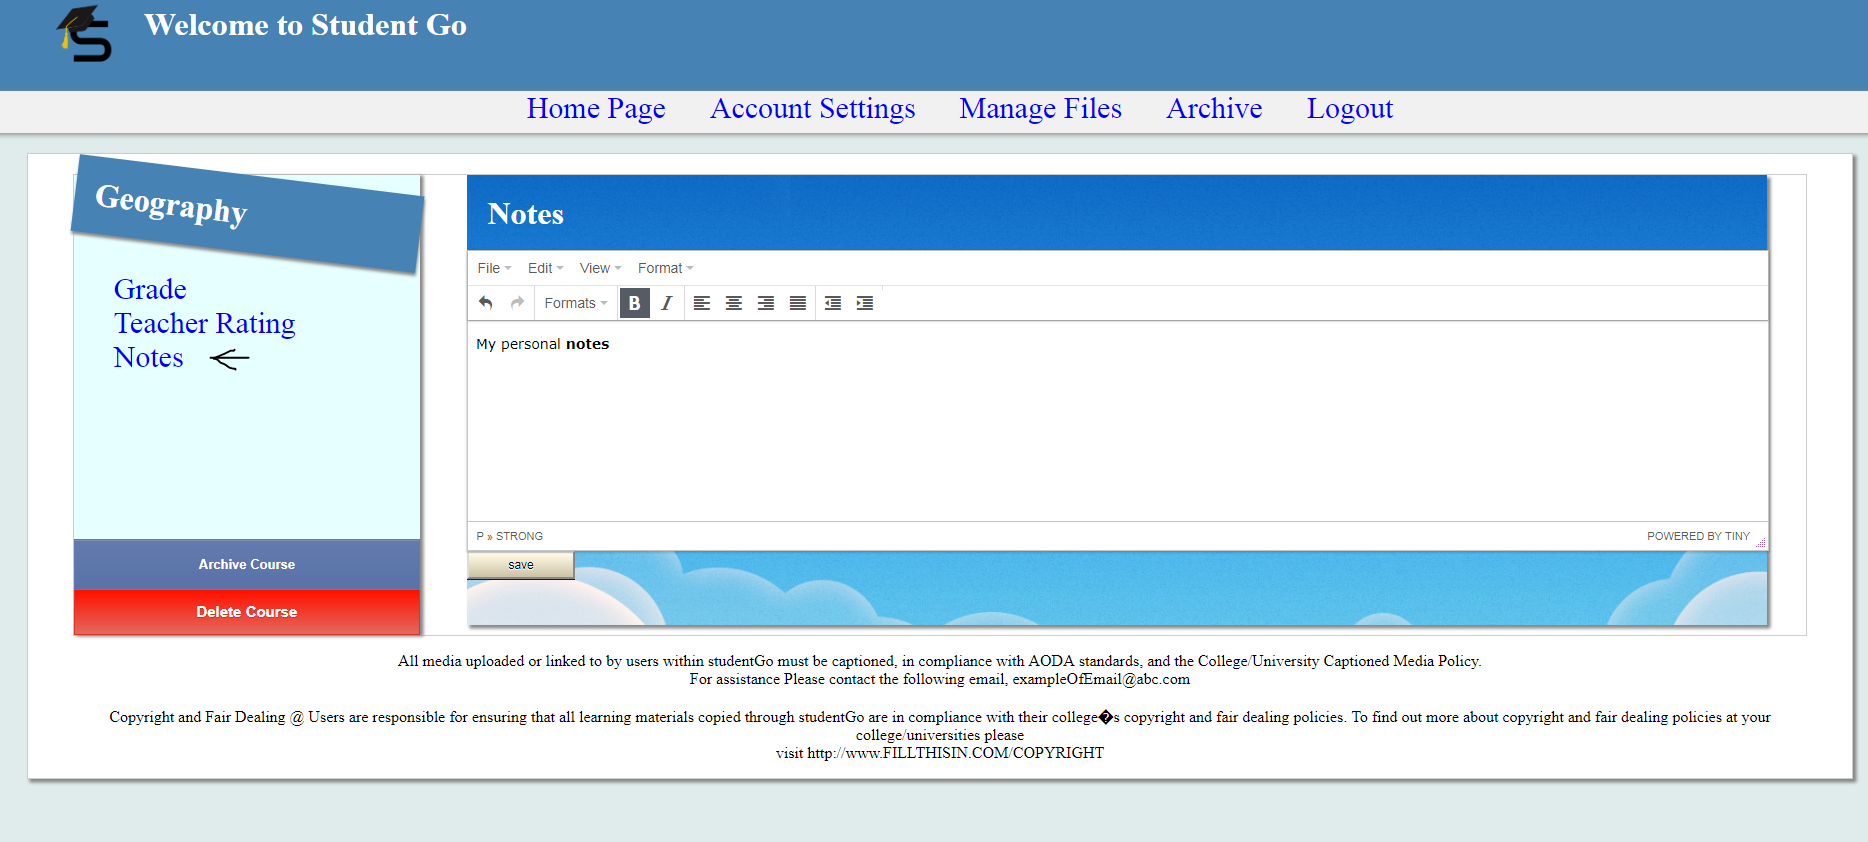 S
Welcome to Student Go
Home Page Account Settings Manage Files Archive Logout
Geography
Grade
Teacher Rating
Notes
Archive Course
Delete Course
Notes
File Edit View Format
Formats B I
My personal notes
P » STRONG POWERED BY TINY
save
All media uploaded or linked to by users within studentGo must be captioned, in compliance with AODA standards, and the College/University Captioned Media Policy.
For assistance Please contact the following email, exampleOfEmail@abc.com
Copyright and Fair Dealing @ Users are responsible for ensuring that all learning materials copied through studentGo are in compliance with their college�s copyright and fair dealing policies. To find out more about copyright and fair dealing policies at your
college/universities please
visit http://www.FILLTHISIN.COM/COPYRIGHT